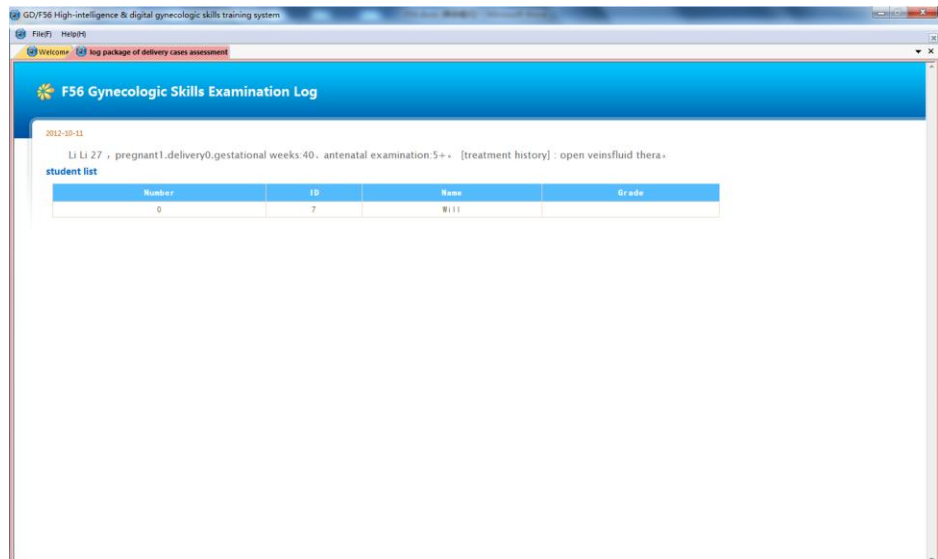 GD/F56 High-intelligence & digital gynecologic skills training system
File(F) Help(H)
Welcome log package of delivery cases assessment
F56 Gynecologic Skills Examination Log
2012-10-11
Li Li 27 ，pregnant1.delivery0.gestational weeks:40、antenatal examination:5+。 [treatment history] : open veinsfluid thera。
student list
Number ID Name Grade
0 7 Will